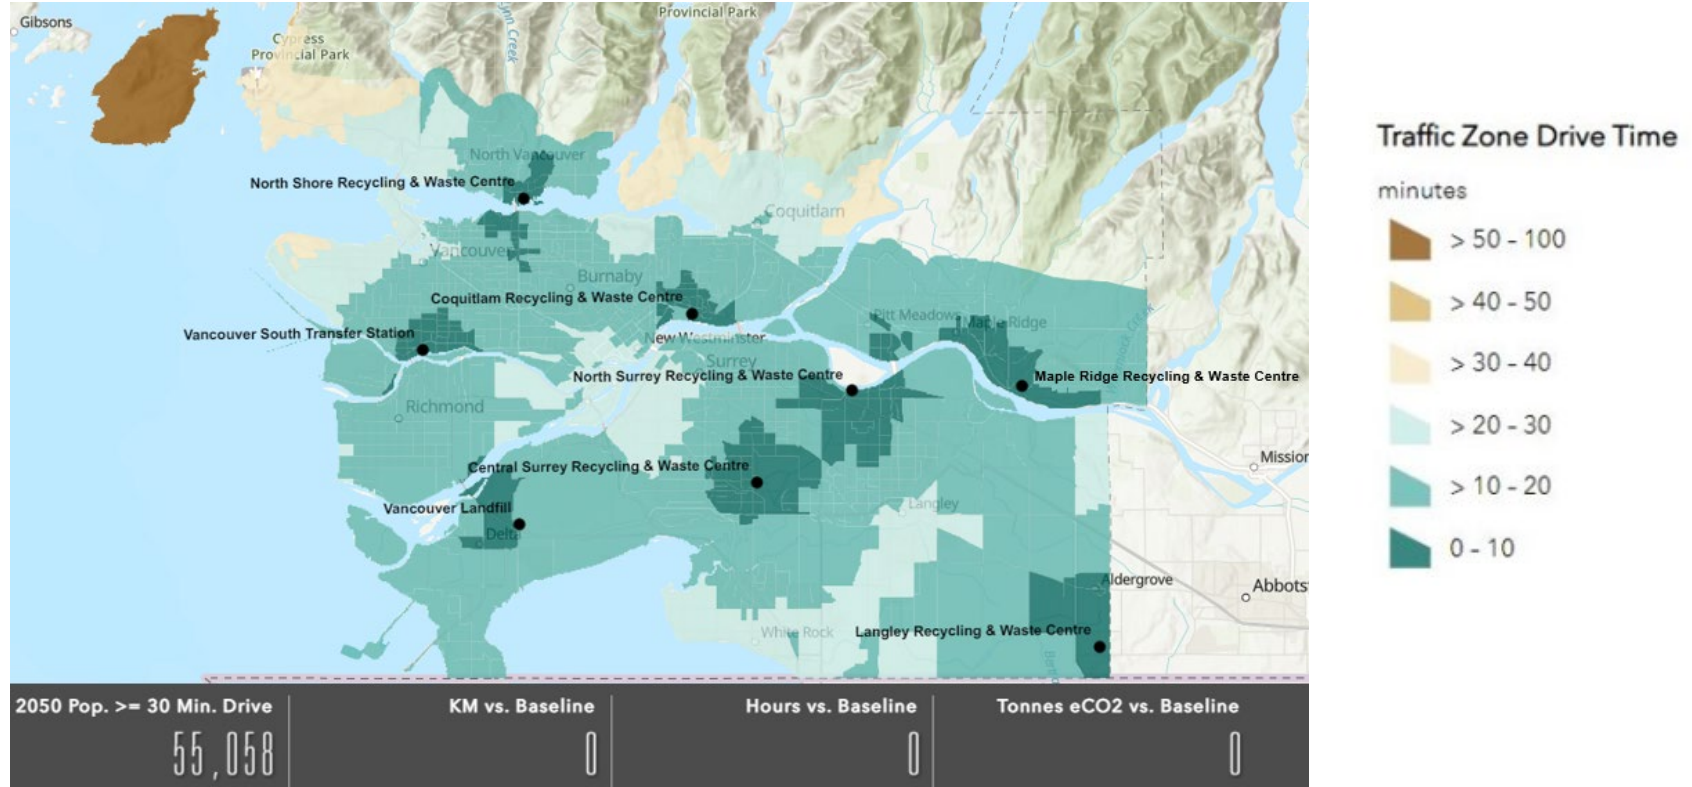 Gibsons
Provincial Park
Lynn Creek
Cypress
Provincial Park
North Vancouver
North Shore Recycling & Waste Centre
Coquitlam
Vancouver
Burnaby
Coquitlam Recycling & Waste Centre
Pitt Meadows
Maple Ridge
Vancouver South Transfer Station
New Westminster
Surrey
North Surrey Recycling & Waste Centre
Maple Ridge Recycling & Waste Centre
Richmond
Mission
Central Surrey Recycling & Waste Centre
Vancouver Landfill
Langley
Delta
Aldergrove
Abbots
White Rock
Langley Recycling & Waste Centre
2050 Pop. >= 30 Min. Drive
55,058
KM vs. Baseline
0
Hours vs. Baseline
0
Tonnes eCO2 vs. Baseline
0
Traffic Zone Drive Time
minutes
> 50 - 100
> 40 - 50
> 30 - 40
> 20 - 30
> 10 - 20
0 - 10